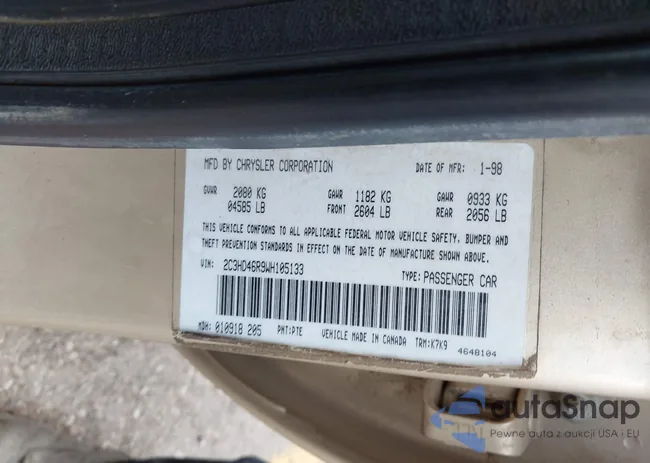 MFD BY CHRYSLER CORPORATION DATE OF MFR: 1-98
GVWR 2080 KG GAWR 1182 KG GAWR 0933 KG
04585 LB FRONT 2604 LB REAR 2056 LB
THIS VEHICLE CONFORMS TO ALL APPLICABLE FEDERAL MOTOR VEHICLE SAFETY, BUMPER AND
THEFT PREVENTION STANDARDS IN EFFECT ON THE DATE OF MANUFACTURE SHOWN ABOVE.
VIN: 2C3HD46R9WH105133 TYPE: PASSENGER CAR
MDH: 010918 205 PNT:PTE VEHICLE MADE IN CANADA TRM:K7K9
4648104
autaSnap
Pewne auta z aukcji USA i EU